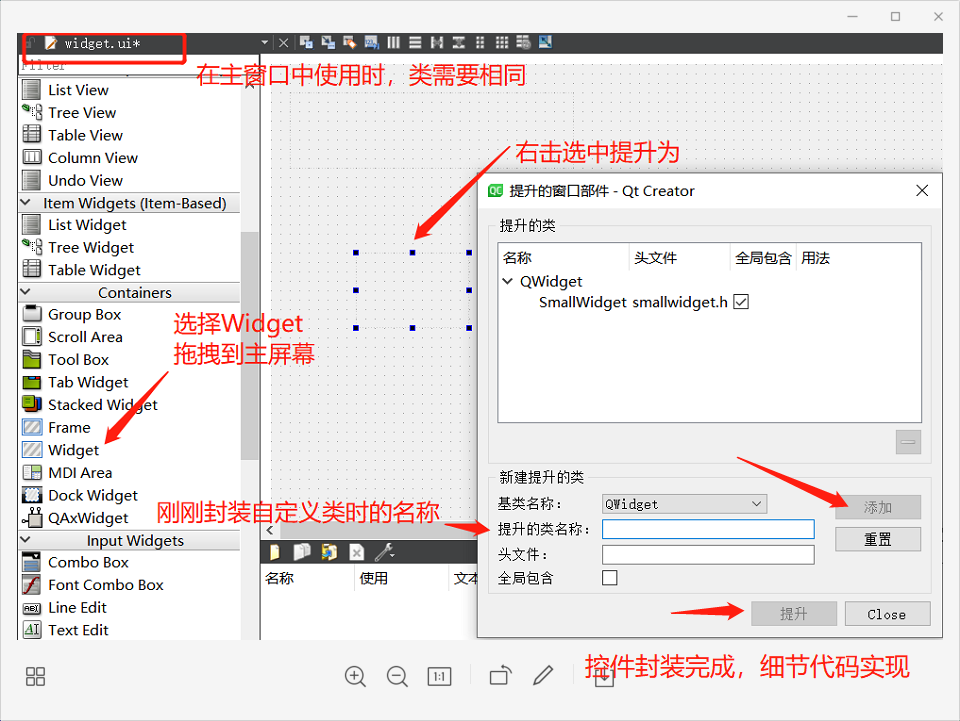 widget.ui*
Filter
在主窗口中使用时，类需要相同
List View
Tree View
Table View
Column View
Undo View
Item Widgets (Item-Based)
List Widget
Tree Widget
Table Widget
Containers
Group Box
Scroll Area
Tool Box
Tab Widget
Stacked Widget
Frame
Widget
MDI Area
Dock Widget
QAxWidget
Input Widgets
Combo Box
Font Combo Box
Line Edit
Text Edit
选择Widget
拖拽到主屏幕
右击选中提升为
刚刚封装自定义类时的名称
名称 使用 文本
提升的窗口部件 - Qt Creator
提升的类
名称 头文件 全局包含 用法
QWidget
SmallWidget smallwidget.h
新建提升的类
基类名称： QWidget 添加
提升的类名称： 重置
头文件：
全局包含
提升 Close
控件封装完成，细节代码实现
1:1